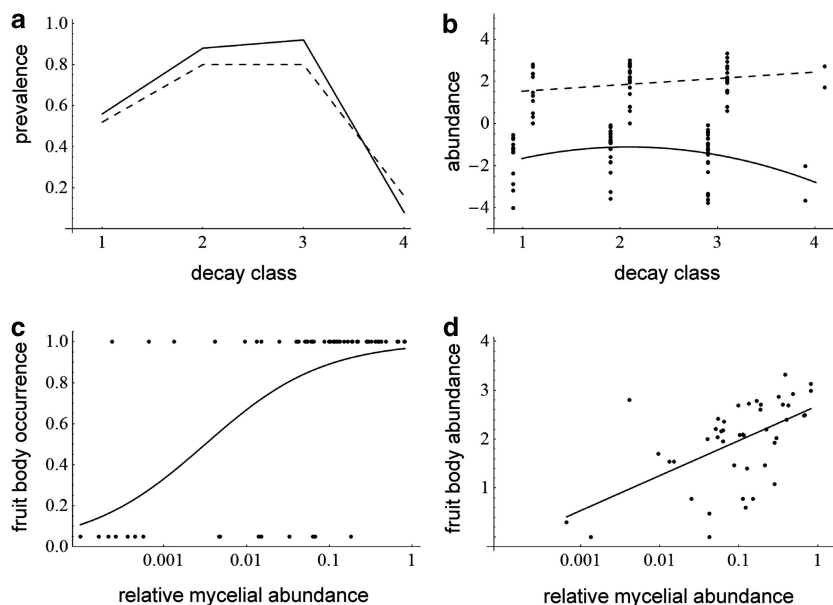 a
1.0
0.8
0.6
0.4
0.2
prevalence
1 2 3 4
decay class
b
4
2
0
−2
−4
abundance
1 2 3 4
decay class
c
1.0
0.8
0.6
0.4
0.2
0.0
fruit body occurrence
0.001 0.01 0.1 1
relative mycelial abundance
d
4
3
2
1
0
fruit body abundance
0.001 0.01 0.1 1
relative mycelial abundance